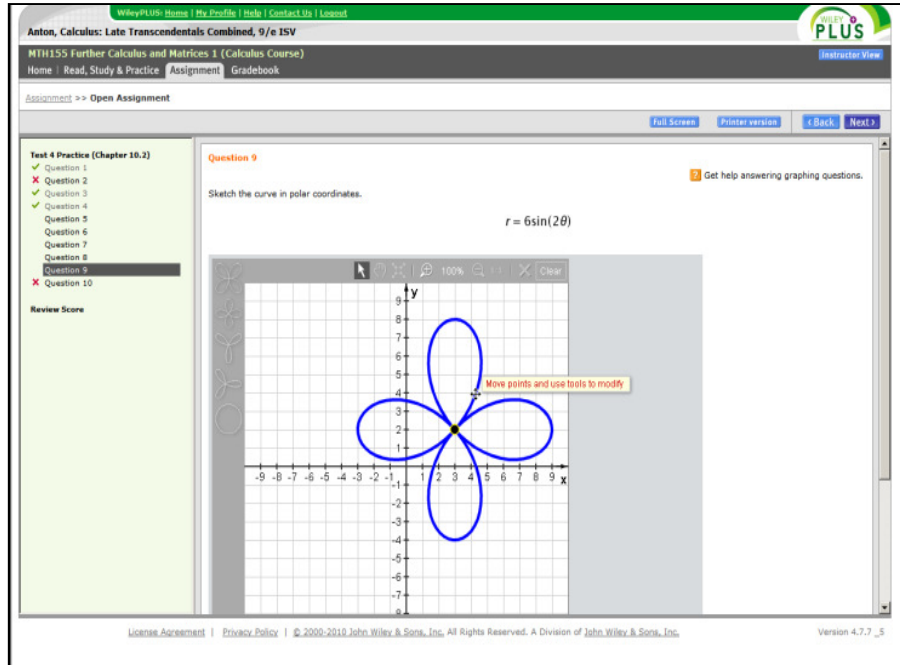 WileyPLUS: Home | My Profile | Help | Contact Us | Logout
WILEY
PLUS
Anton, Calculus: Late Transcendentals Combined, 9/e ISV
MTH155 Further Calculus and Matrices 1 (Calculus Course)
Instructor View
Home | Read, Study & Practice Assignment Gradebook
Assignment >> Open Assignment
Full Screen Printer version < Back Next >
Test 4 Practice (Chapter 10.2)
Question 1
Question 2
Question 3
Question 4
Question 5
Question 6
Question 7
Question 8
Question 9
Question 10
Review Score
Question 9
? Get help answering graphing questions.
Sketch the curve in polar coordinates.
r = 6sin(2θ)
100% 1:1 Clear
y
9
8
7
6
5
4
3
2
1
Move points and use tools to modify
-9 -8 -7 -6 -5 -4 -3 -2 -1 1 2 3 4 5 6 7 8 9 x
-1
-2
-3
-4
-5
-6
-7
License Agreement | Privacy Policy | © 2000-2010 John Wiley & Sons, Inc. All Rights Reserved. A Division of John Wiley & Sons, Inc.
Version 4.7.7 _5